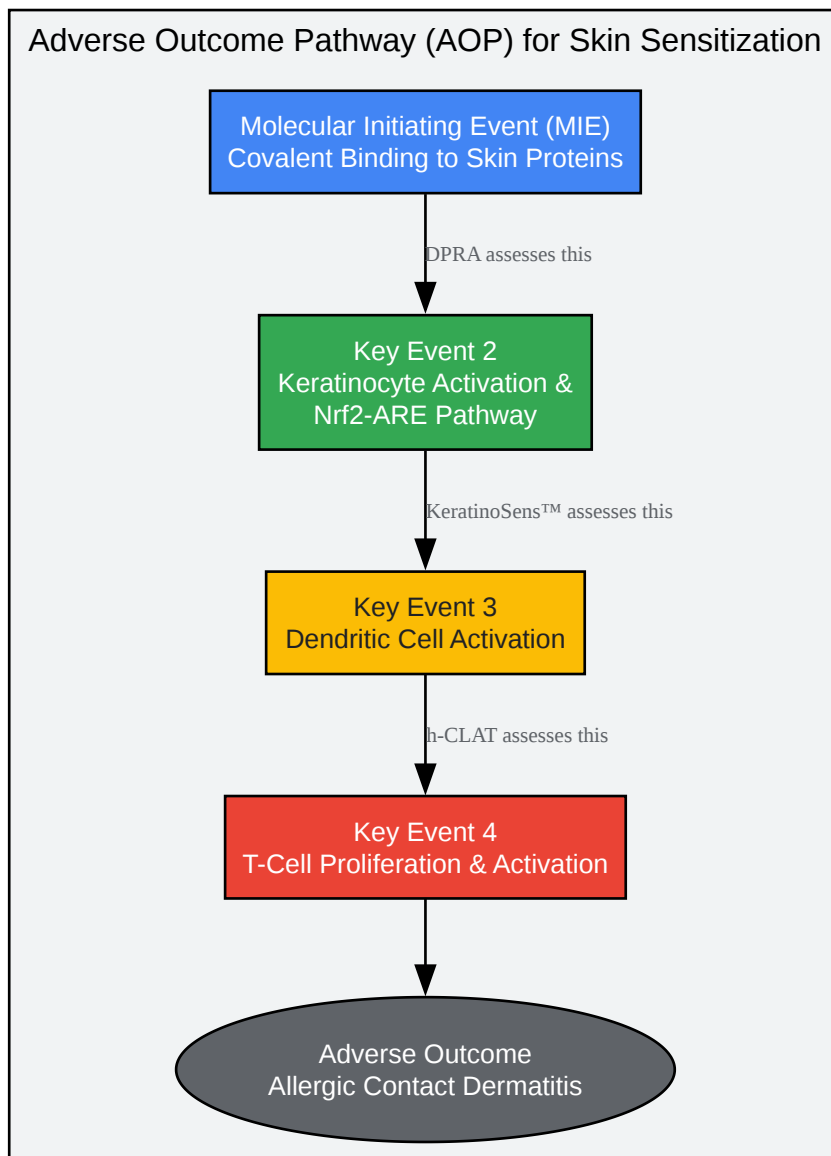 Adverse Outcome Pathway (AOP) for Skin Sensitization
Molecular Initiating Event (MIE)
Covalent Binding to Skin Proteins
DPRA assesses this
Key Event 2
Keratinocyte Activation &
Nrf2-ARE Pathway
KeratinoSens™ assesses this
Key Event 3
Dendritic Cell Activation
h-CLAT assesses this
Key Event 4
T-Cell Proliferation & Activation
Adverse Outcome
Allergic Contact Dermatitis